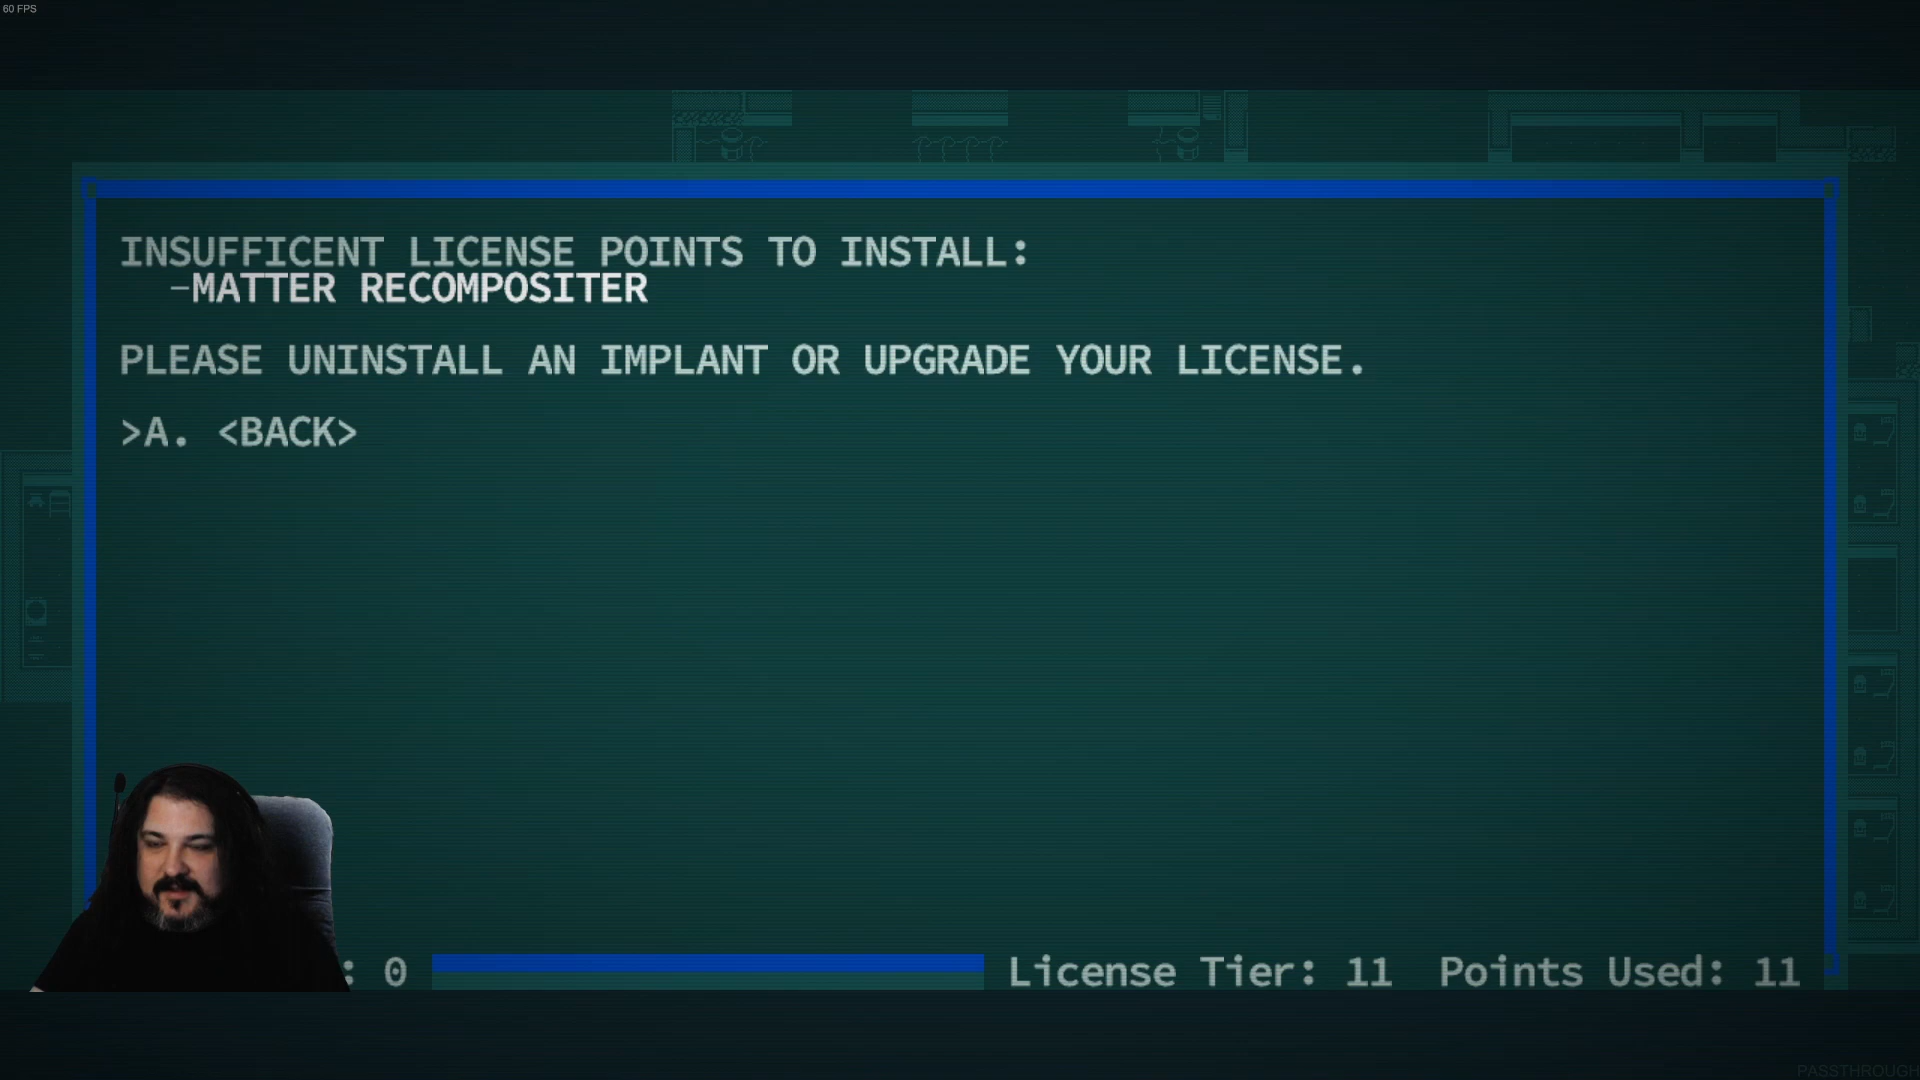 60 FPS
INSUFFICENT LICENSE POINTS TO INSTALL:
-MATTER RECOMPOSITER
PLEASE UNINSTALL AN IMPLANT OR UPGRADE YOUR LICENSE.
>A. <BACK>
: 0
License Tier: 11 Points Used: 11
PASSTHROUGH